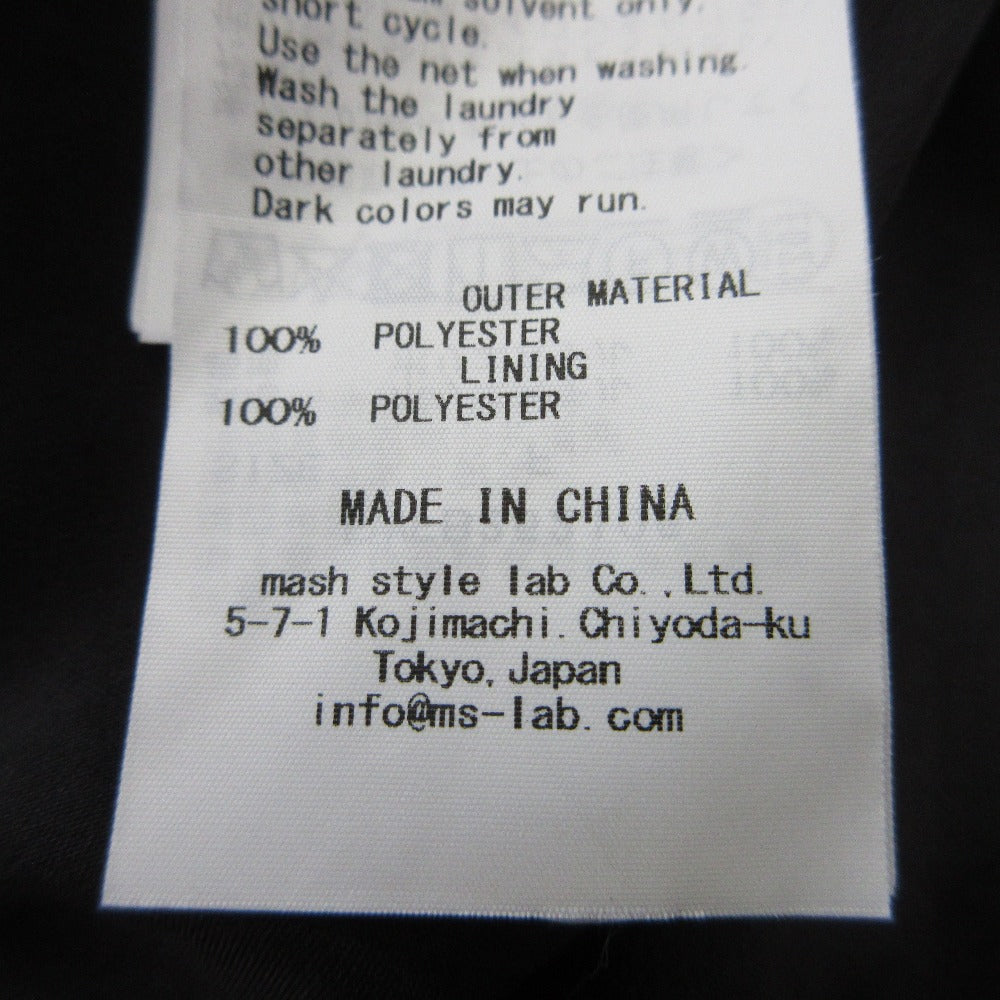 solvent only.
short cycle.
Use the net when washing.
Wash the laundry
separately from
other laundry.
Dark colors may run.
OUTER MATERIAL
100% POLYESTER
LINING
100% POLYESTER
MADE IN CHINA
mash style lab Co.,Ltd.
5-7-1 Kojimachi.Chiyoda-ku
Tokyo,Japan
info@ms-lab.com